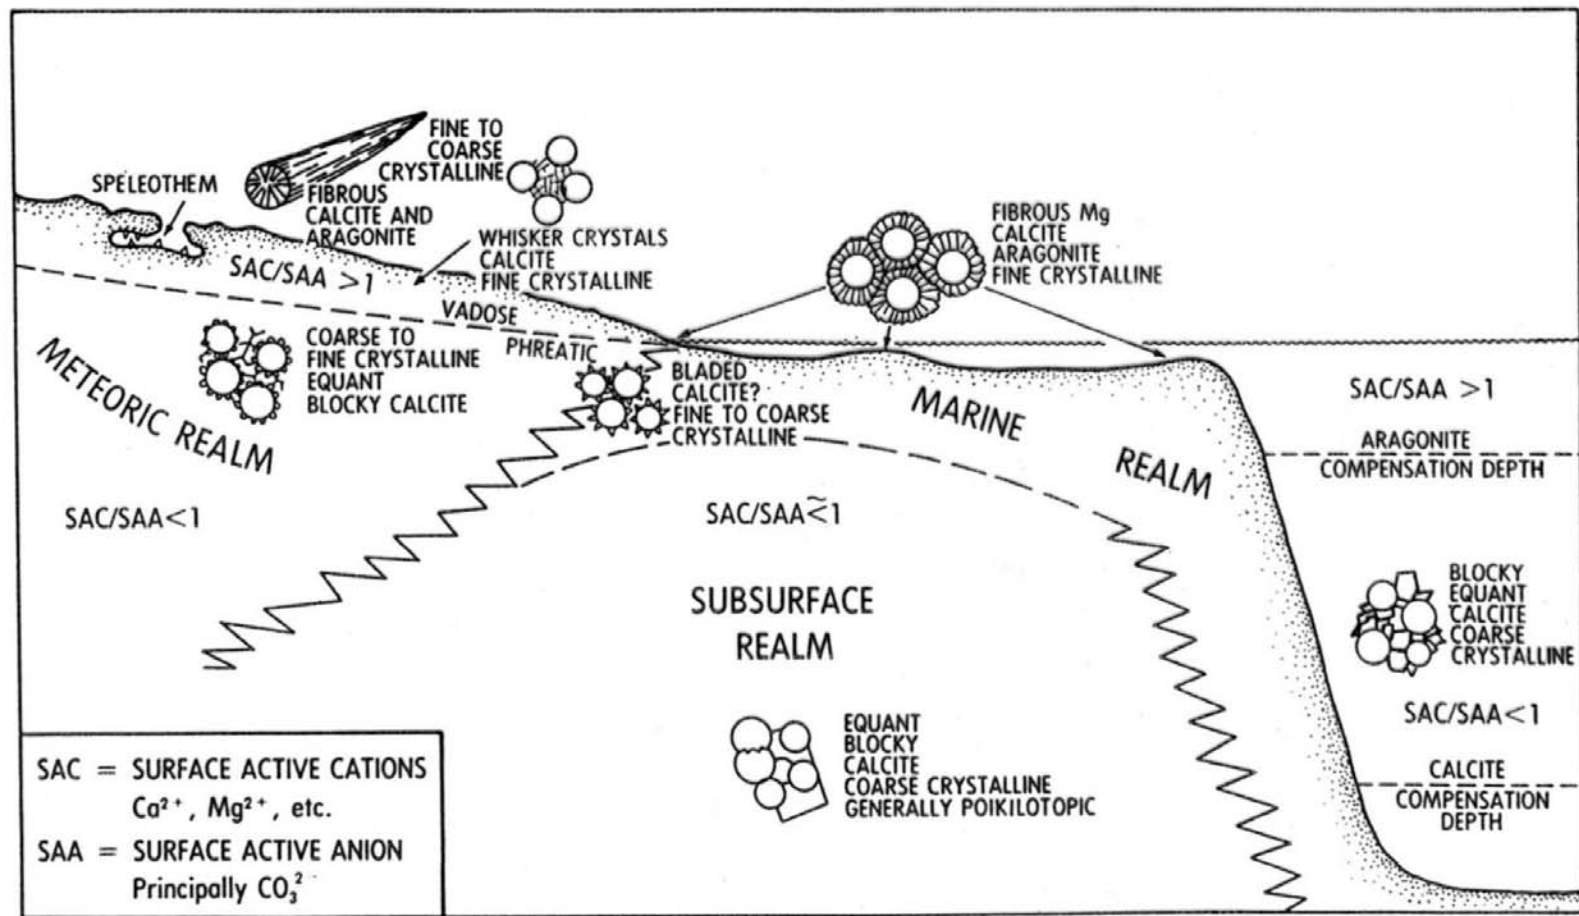 SPELEOTHEM
FINE TO
COARSE
CRYSTALLINE
FIBROUS
CALCITE AND
ARAGONITE
WHISKER CRYSTALS
CALCITE
FINE CRYSTALLINE
SAC/SAA >1
VADOSE
PHREATIC
METEORIC REALM
COARSE TO
FINE CRYSTALLINE
EQUANT
BLOCKY CALCITE
SAC/SAA<1
BLADED
CALCITE?
FINE TO COARSE
CRYSTALLINE
FIBROUS Mg
CALCITE
ARAGONITE
FINE CRYSTALLINE
MARINE
REALM
SAC/SAA >1
ARAGONITE
COMPENSATION DEPTH
SAC/SAA≲1
SUBSURFACE
REALM
EQUANT
BLOCKY
CALCITE
COARSE CRYSTALLINE
GENERALLY POIKILOTOPIC
BLOCKY
EQUANT
CALCITE
COARSE
CRYSTALLINE
SAC/SAA<1
CALCITE
COMPENSATION
DEPTH
SAC = SURFACE ACTIVE CATIONS
Ca²⁺, Mg²⁺, etc.
SAA = SURFACE ACTIVE ANION
Principally CO₃²⁻